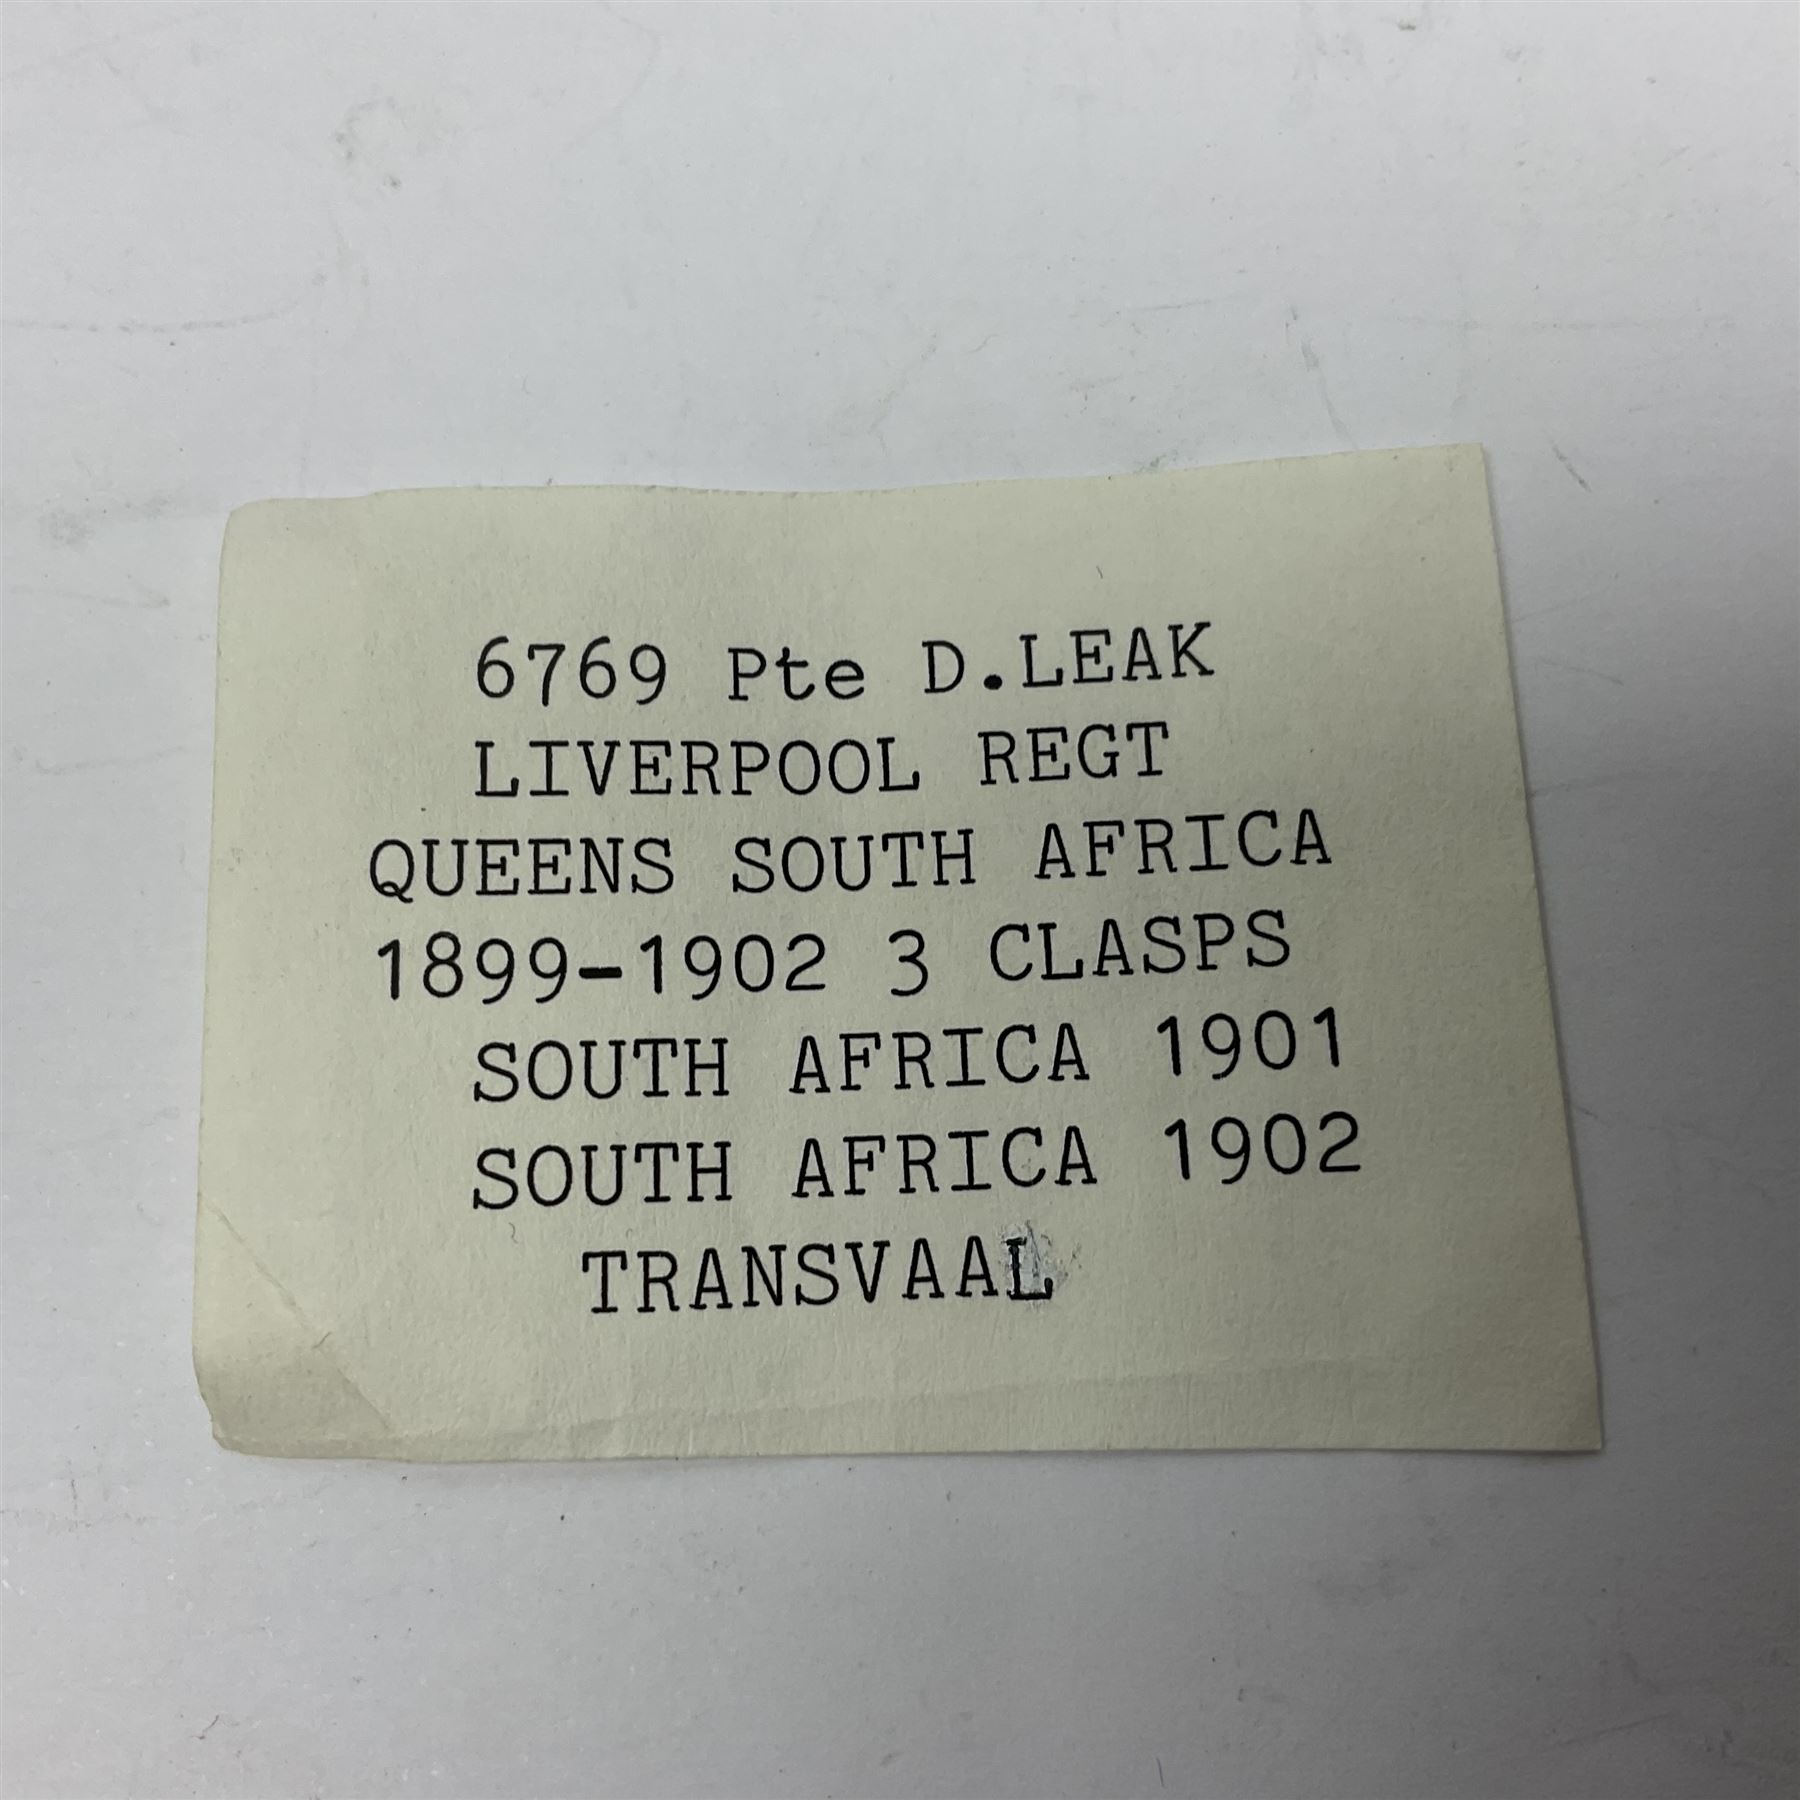 6769 Pte D.LEAK
LIVERPOOL REGT
QUEENS SOUTH AFRICA
1899-1902 3 CLASPS
SOUTH AFRICA 1901
SOUTH AFRICA 1902
TRANSVAAL